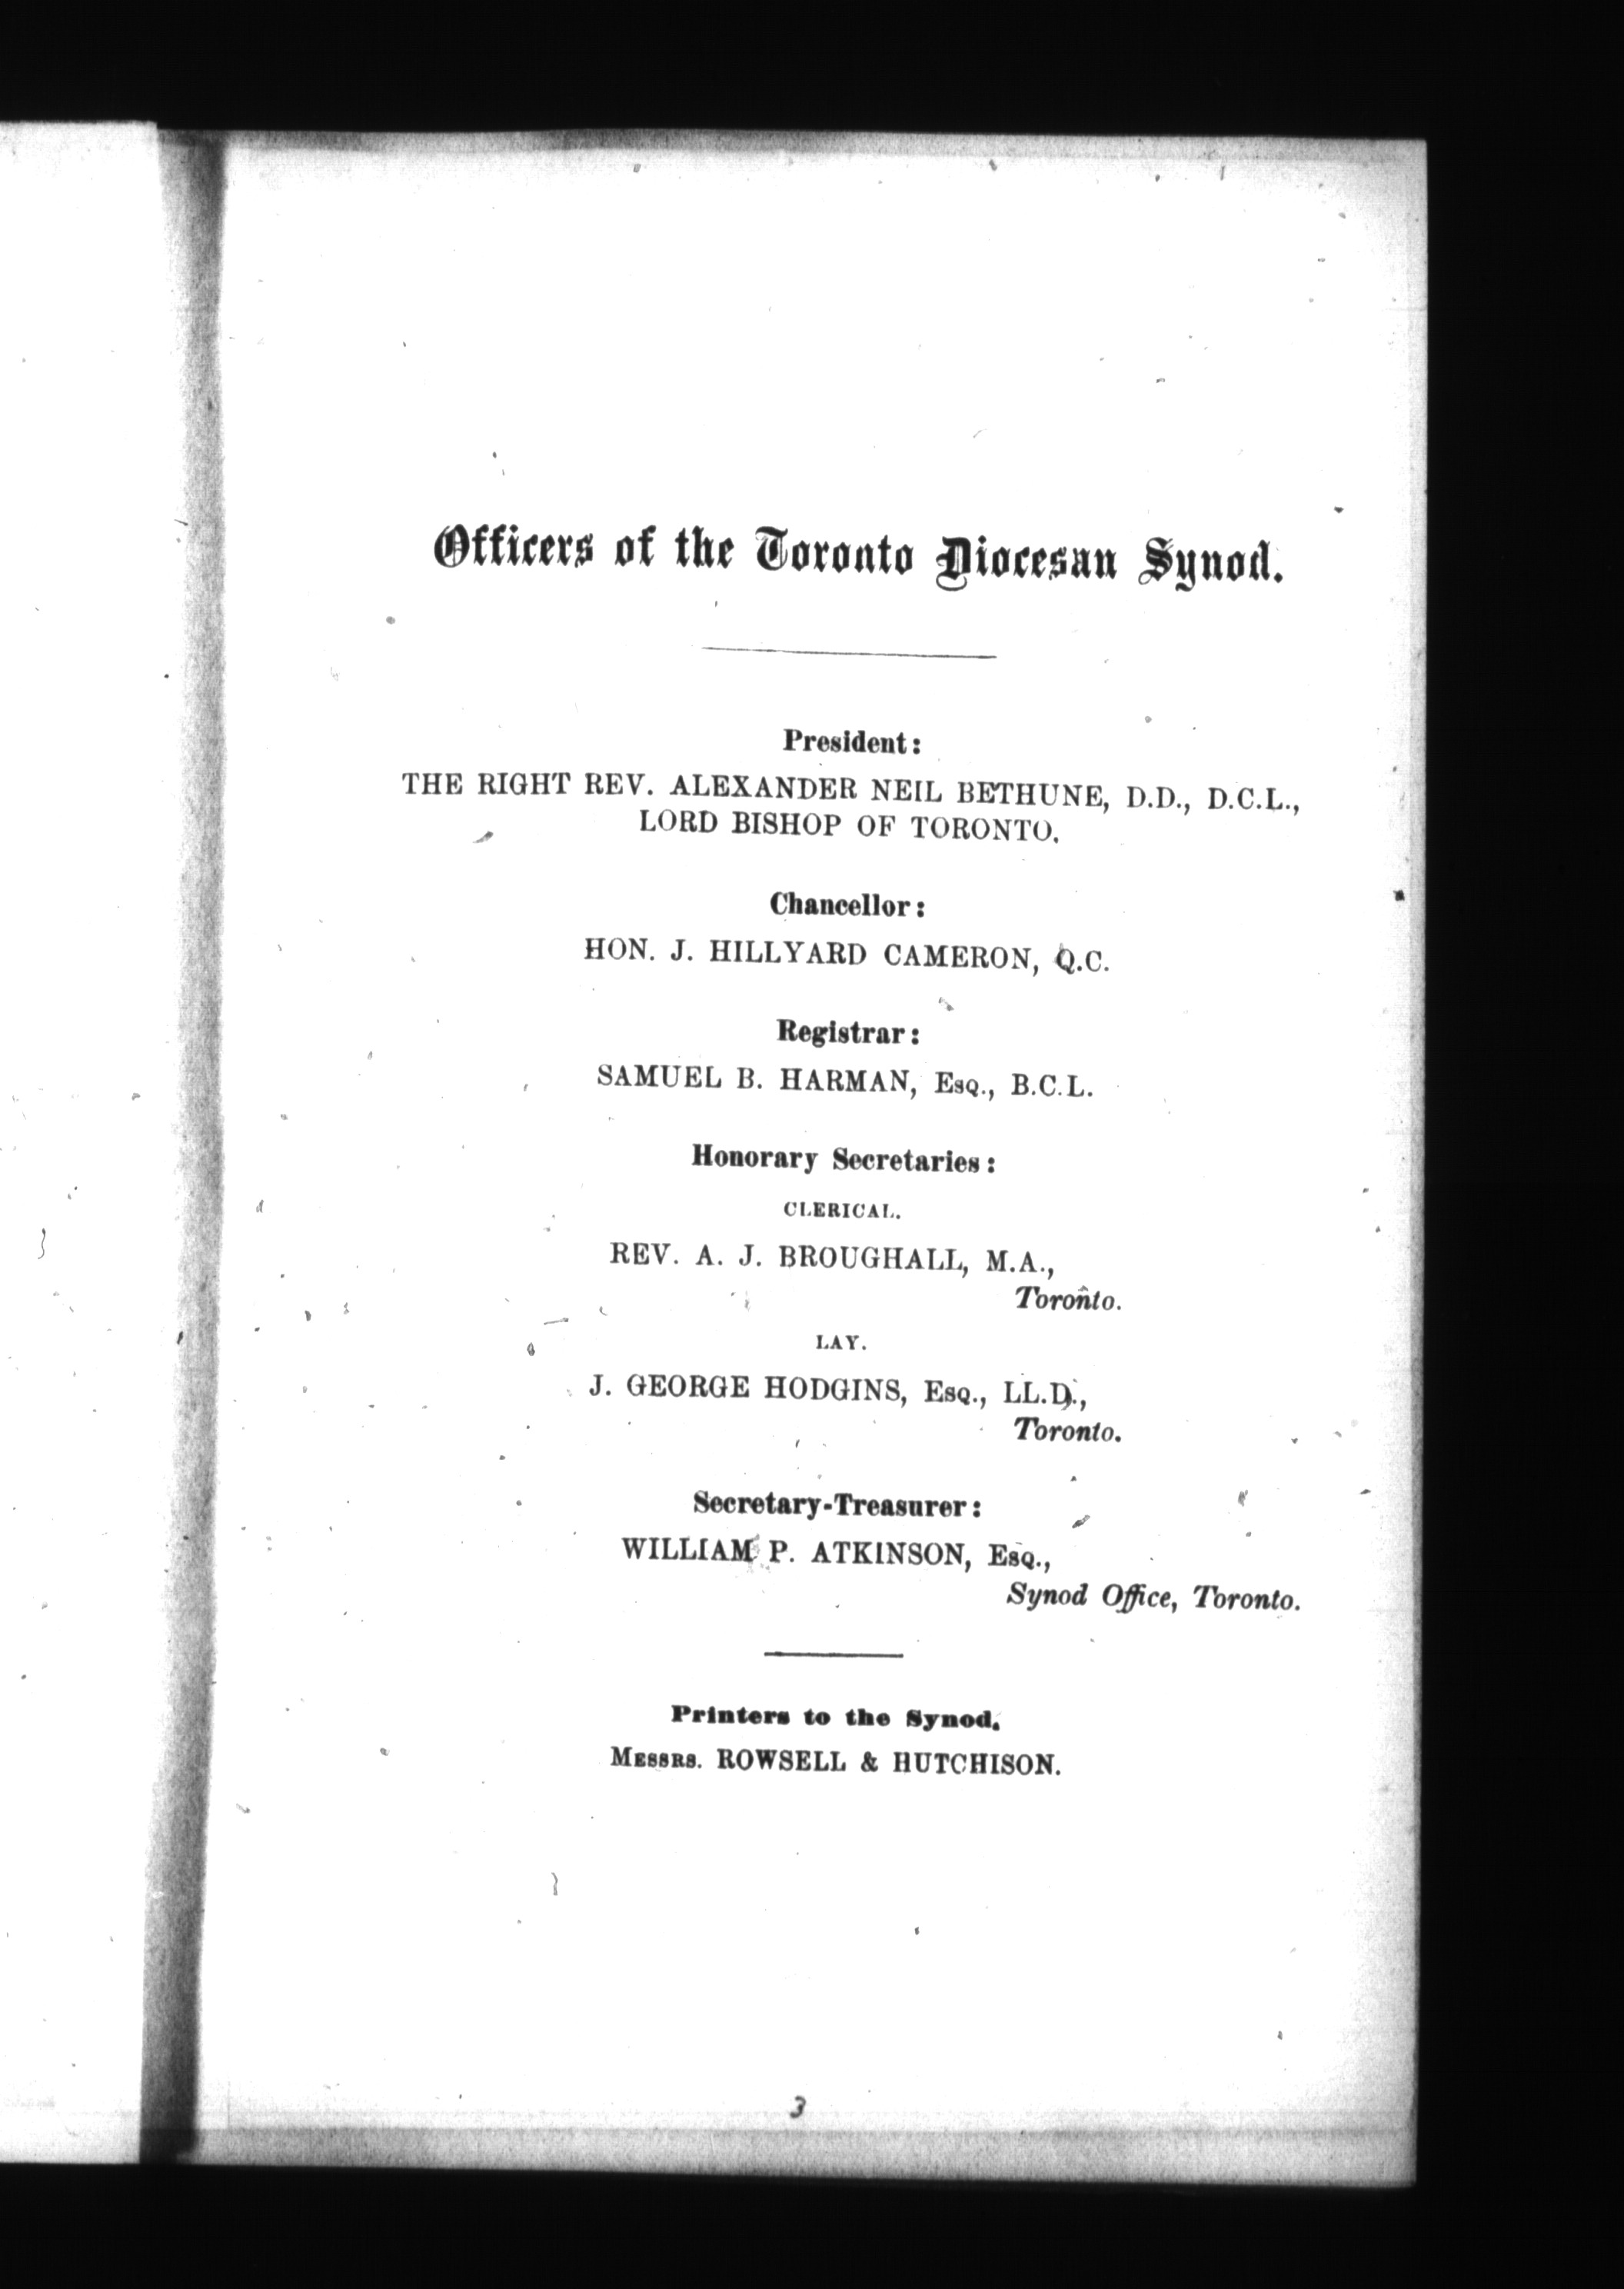 Officers of the Toronto Diocesan Synod.
President:
THE RIGHT REV. ALEXANDER NEIL BETHUNE, D.D., D.C.L.,
LORD BISHOP OF TORONTO.
Chancellor:
HON. J. HILLYARD CAMERON, Q.C.
Registrar:
SAMUEL B. HARMAN, Esq., B.C.L.
Honorary Secretaries:
CLERICAL.
REV. A. J. BROUGHALL, M.A.,
Toronto.
LAY.
J. GEORGE HODGINS, Esq., LL.D.,
Toronto.
Secretary-Treasurer:
WILLIAM P. ATKINSON, Esq.,
Synod Office, Toronto.
Printers to the Synod.
Messrs. ROWSELL & HUTCHISON.
3